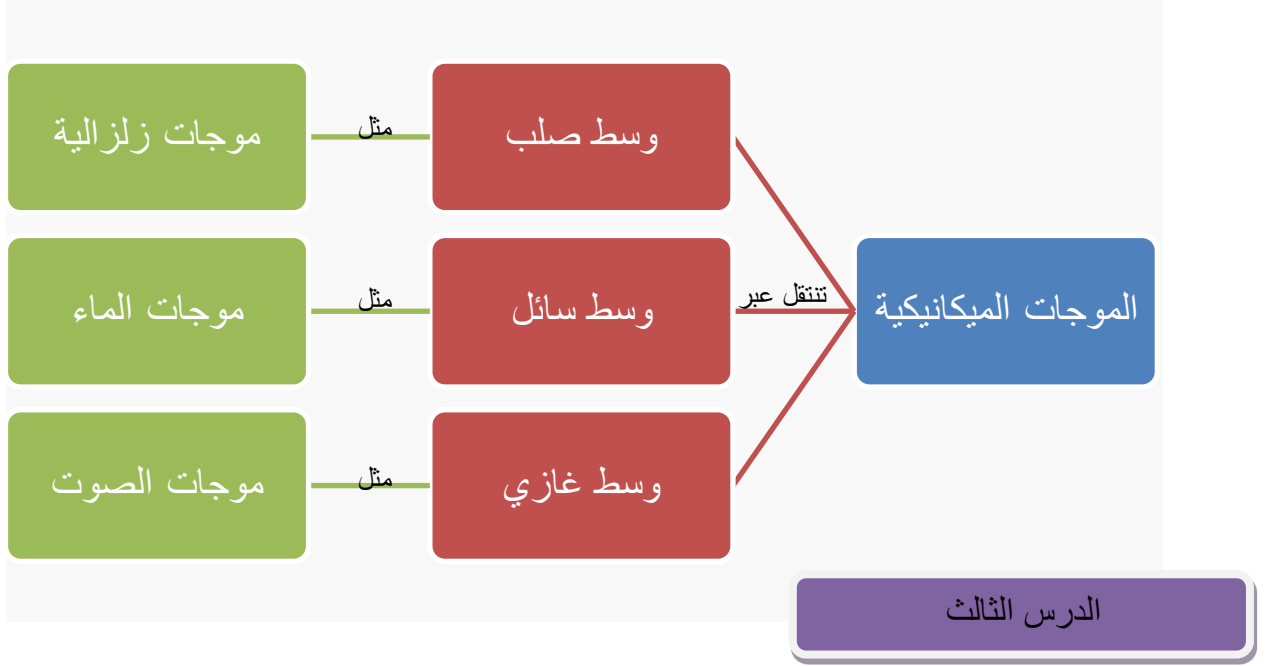 الموجات الميكانيكية
تنتقل عبر
وسط صلب
مثل
موجات زلزالية
وسط سائل
مثل
موجات الماء
وسط غازي
مثل
موجات الصوت
الدرس الثالث